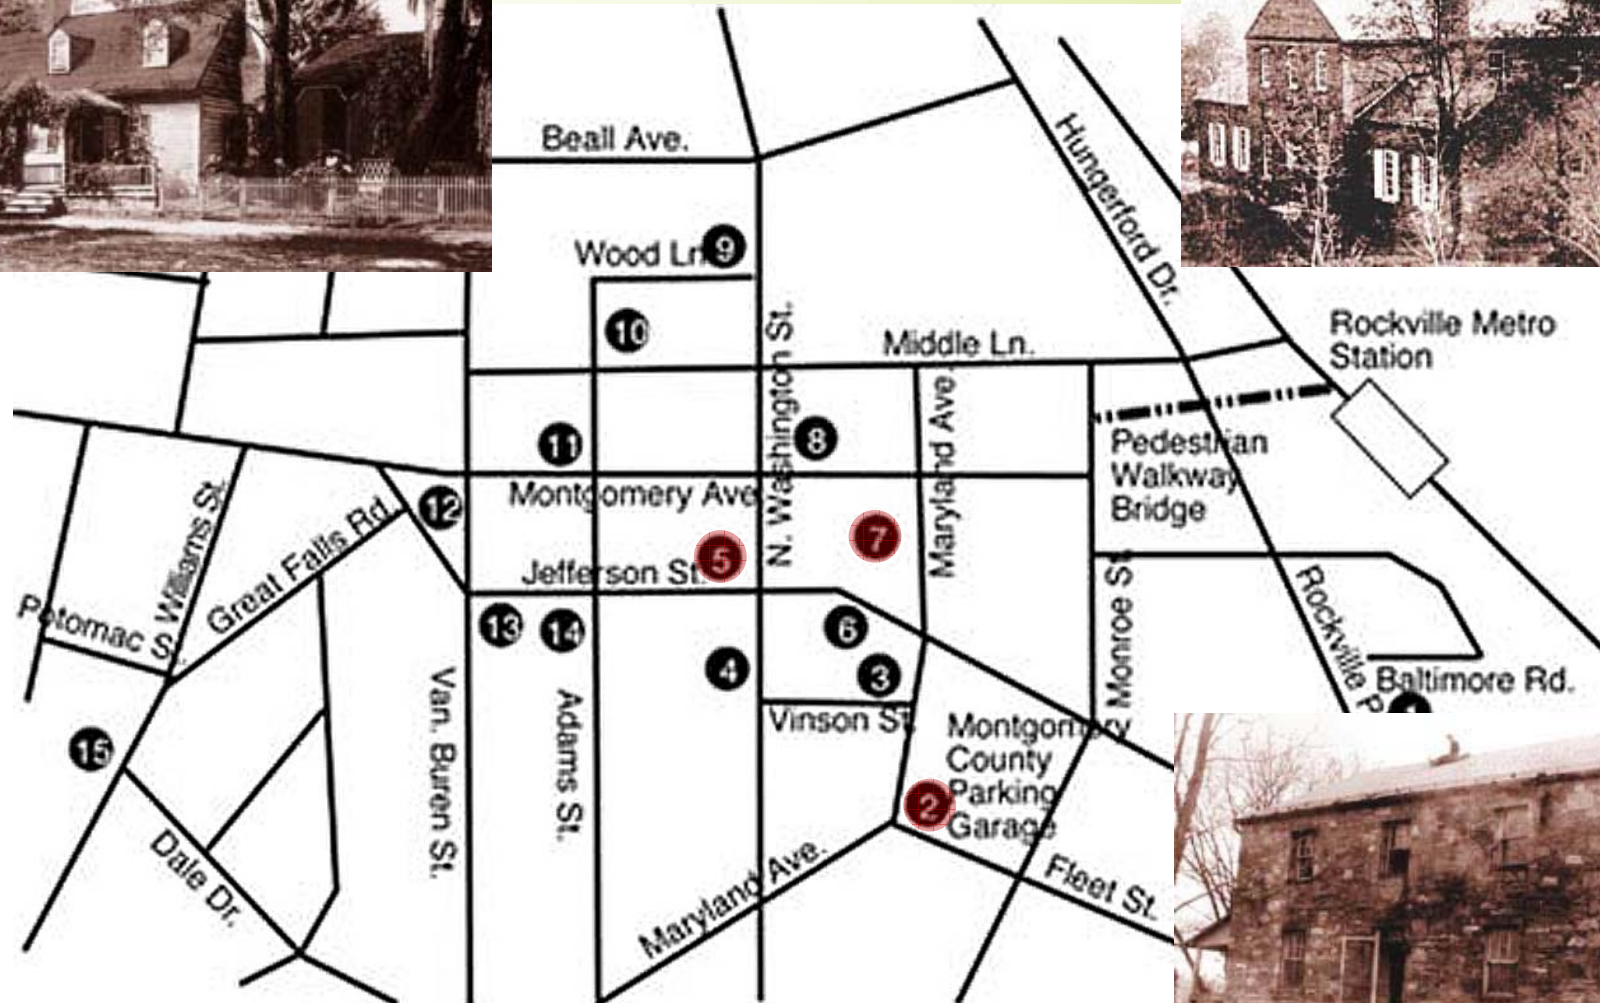 Beall Ave.
Hungerford Dr.
Wood Ln.
9
10
N. Washington St.
Middle Ln.
Rockville Metro
Station
Maryland Ave.
11
8
Pedestrian
Walkway
Bridge
12
Montgomery Ave.
Williams St.
Great Falls Rd.
5
7
Jefferson St.
Potomac St.
13
14
6
Monroe St.
Rockville P
Baltimore Rd.
1
4
3
Van. Buren St.
Adams St.
Vinson St.
Montgomery
County
Parking
Garage
2
15
Dale Dr.
Maryland Ave.
Fleet St.